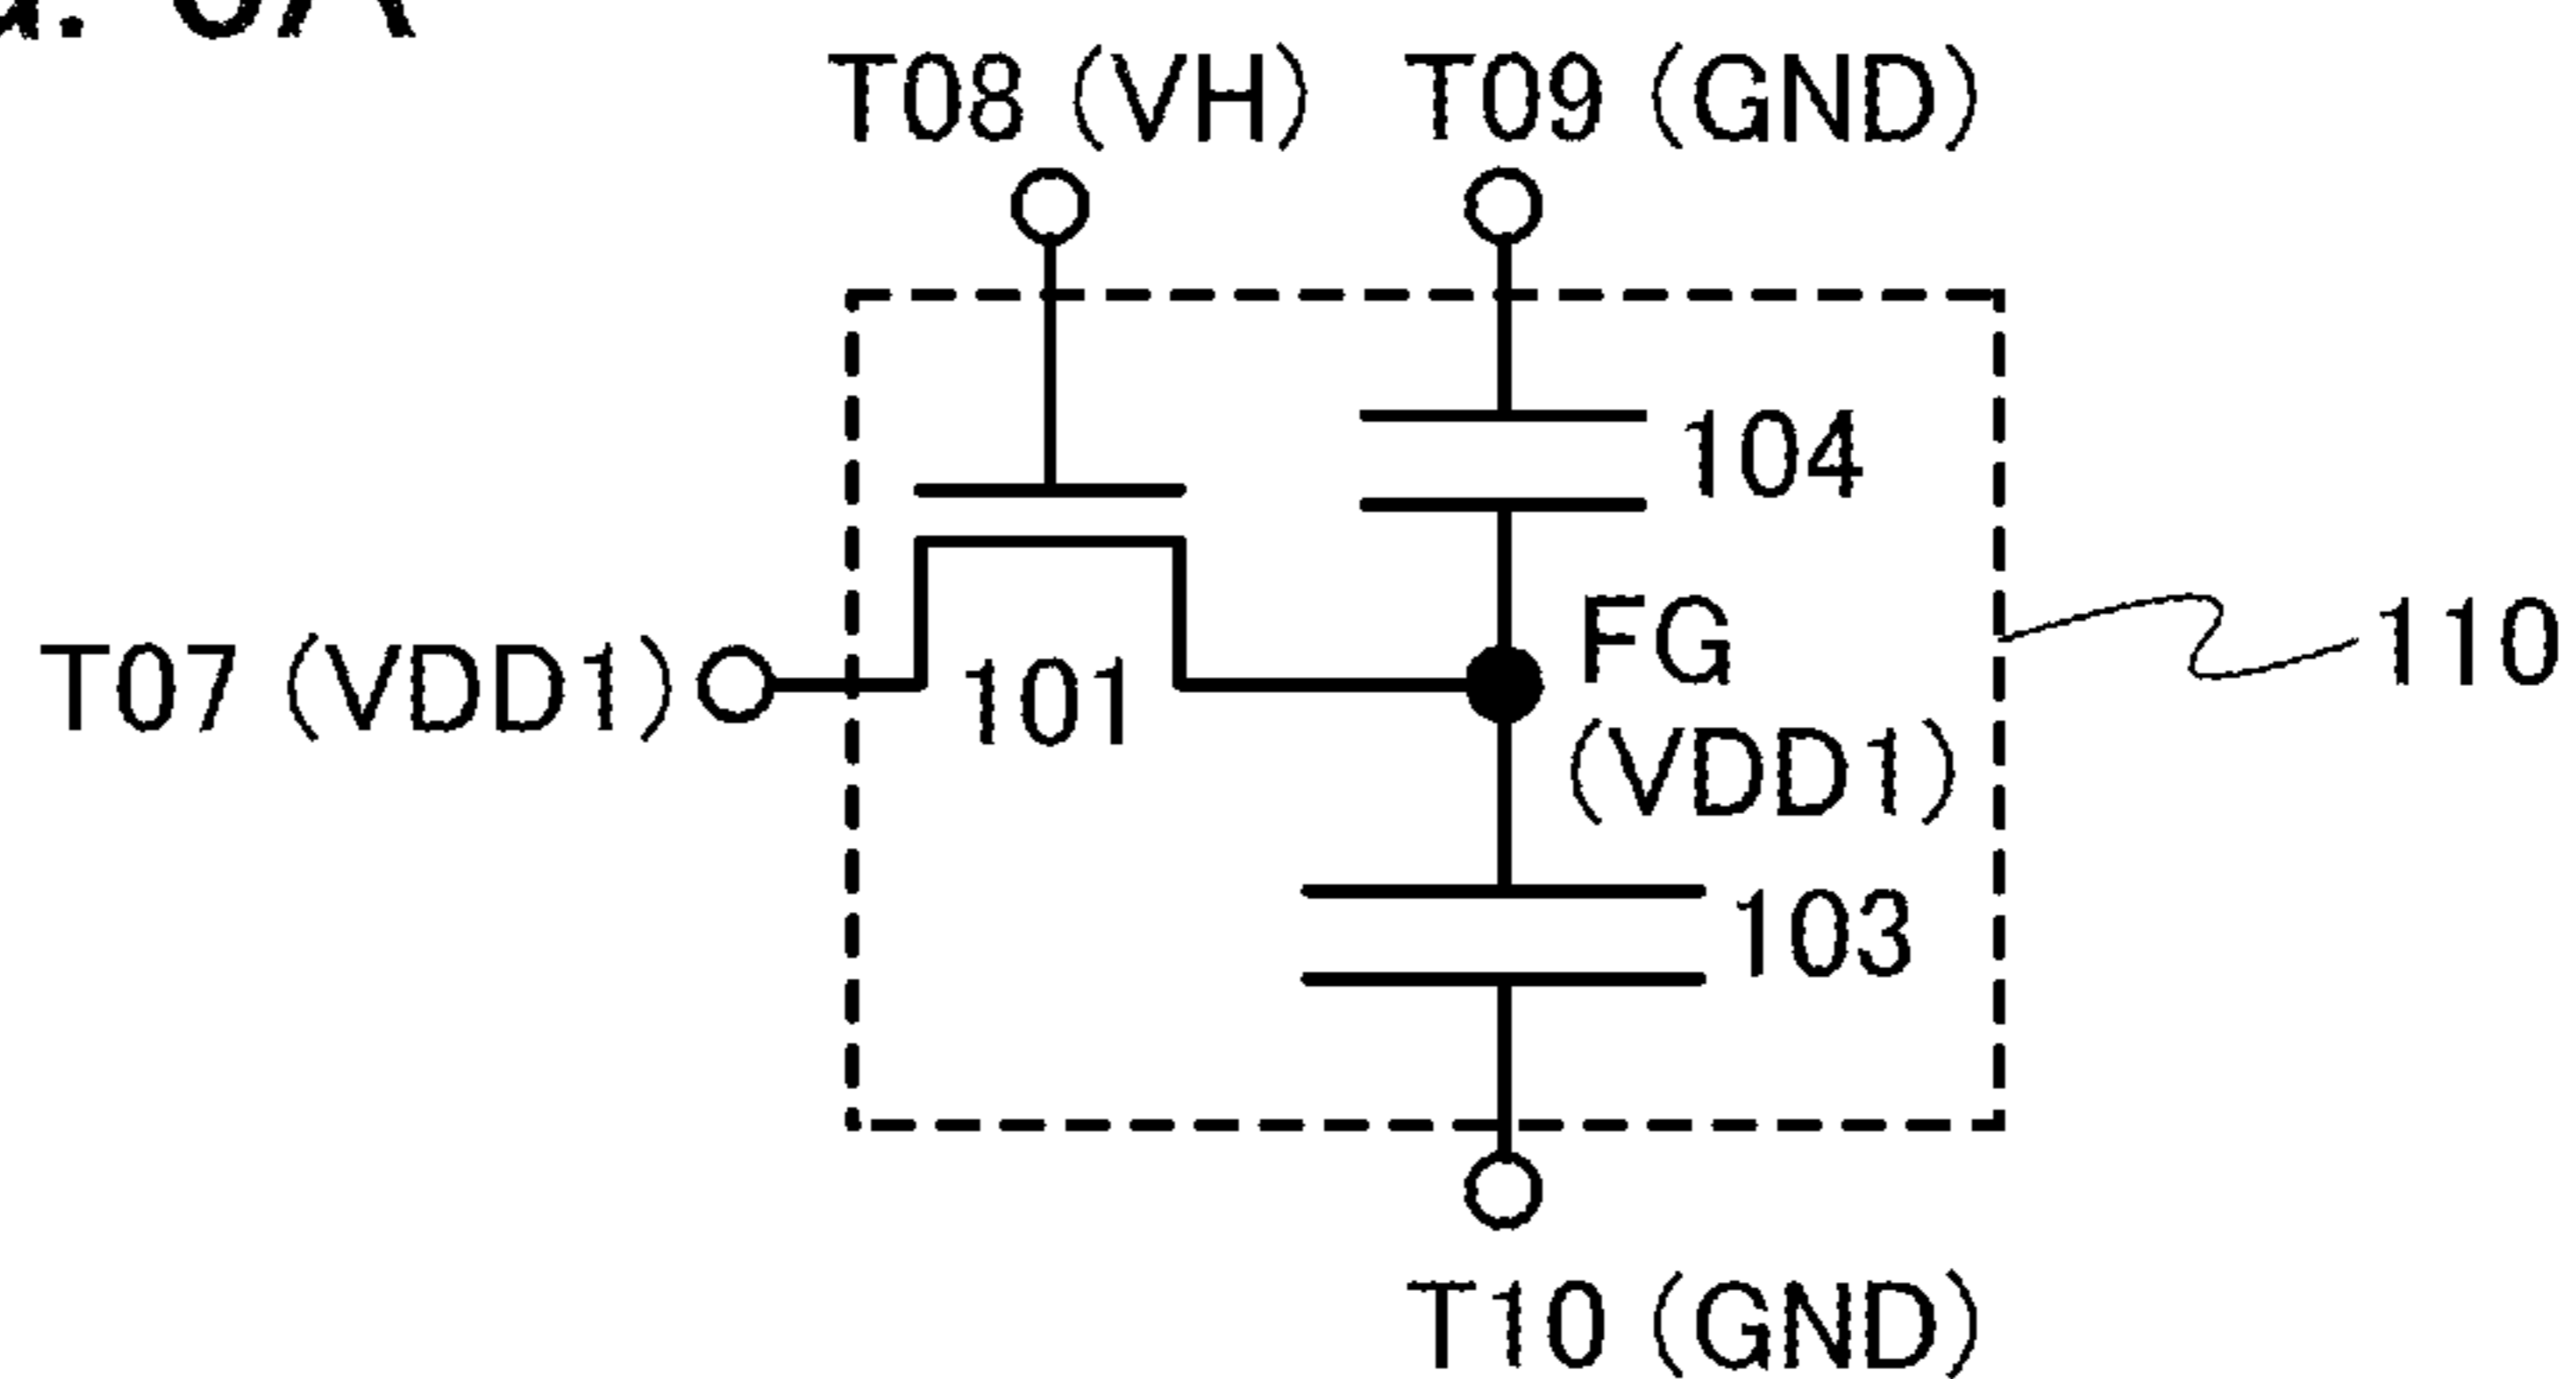 T08 (VH) T09 (GND)
104
FG
110
T07 (VDD1)
101
(VDD1)
103
T10 (GND)